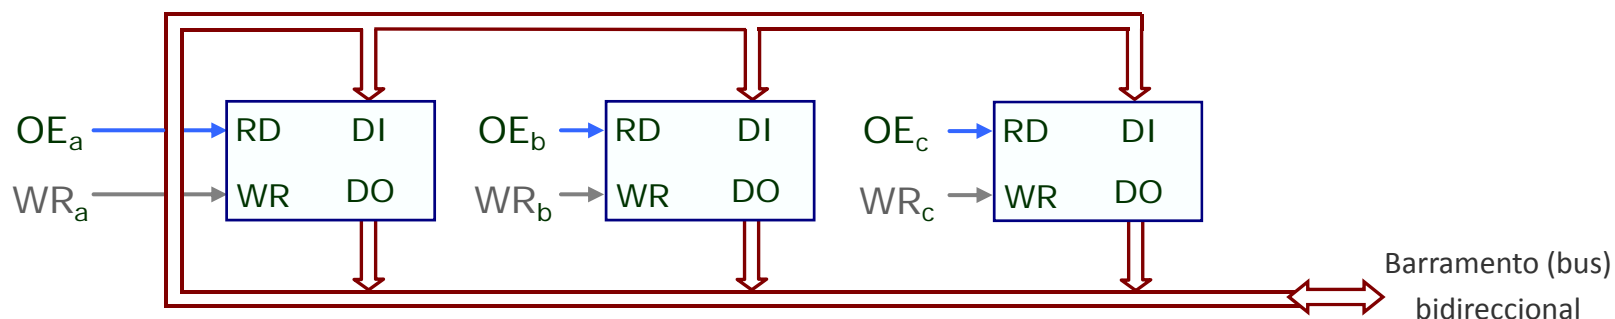 OEa
RD DI
OEb
RD DI
OEc
RD DI
WRa
WR DO
WRb
WR DO
WRc
WR DO
Barramento (bus)
bidireccional